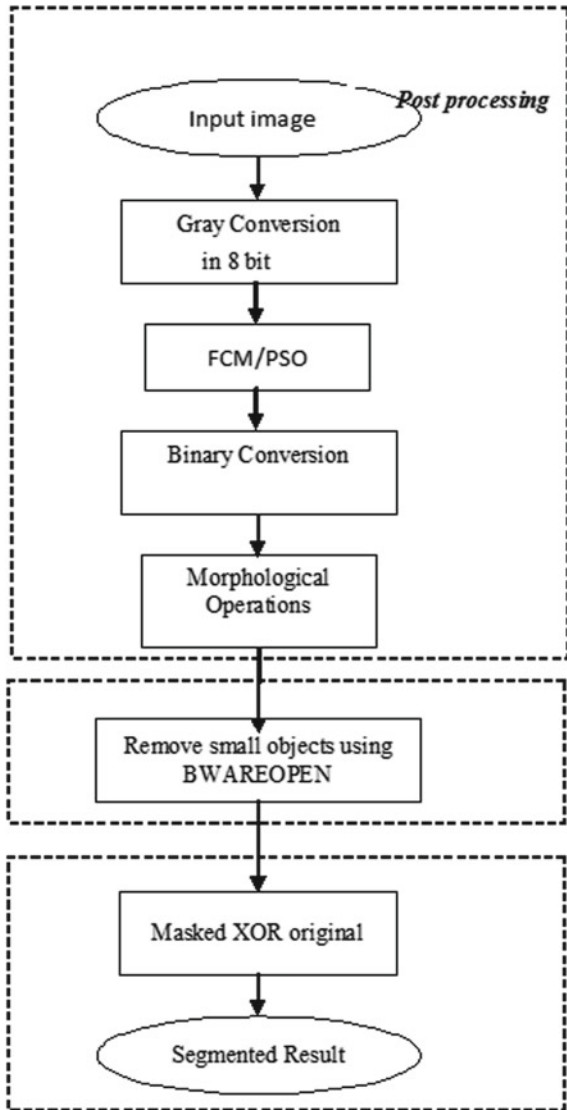 Post processing
Input image
Gray Conversion
in 8 bit
FCM/PSO
Binary Conversion
Morphological
Operations
Remove small objects using
BWAREOPEN
Masked XOR original
Segmented Result